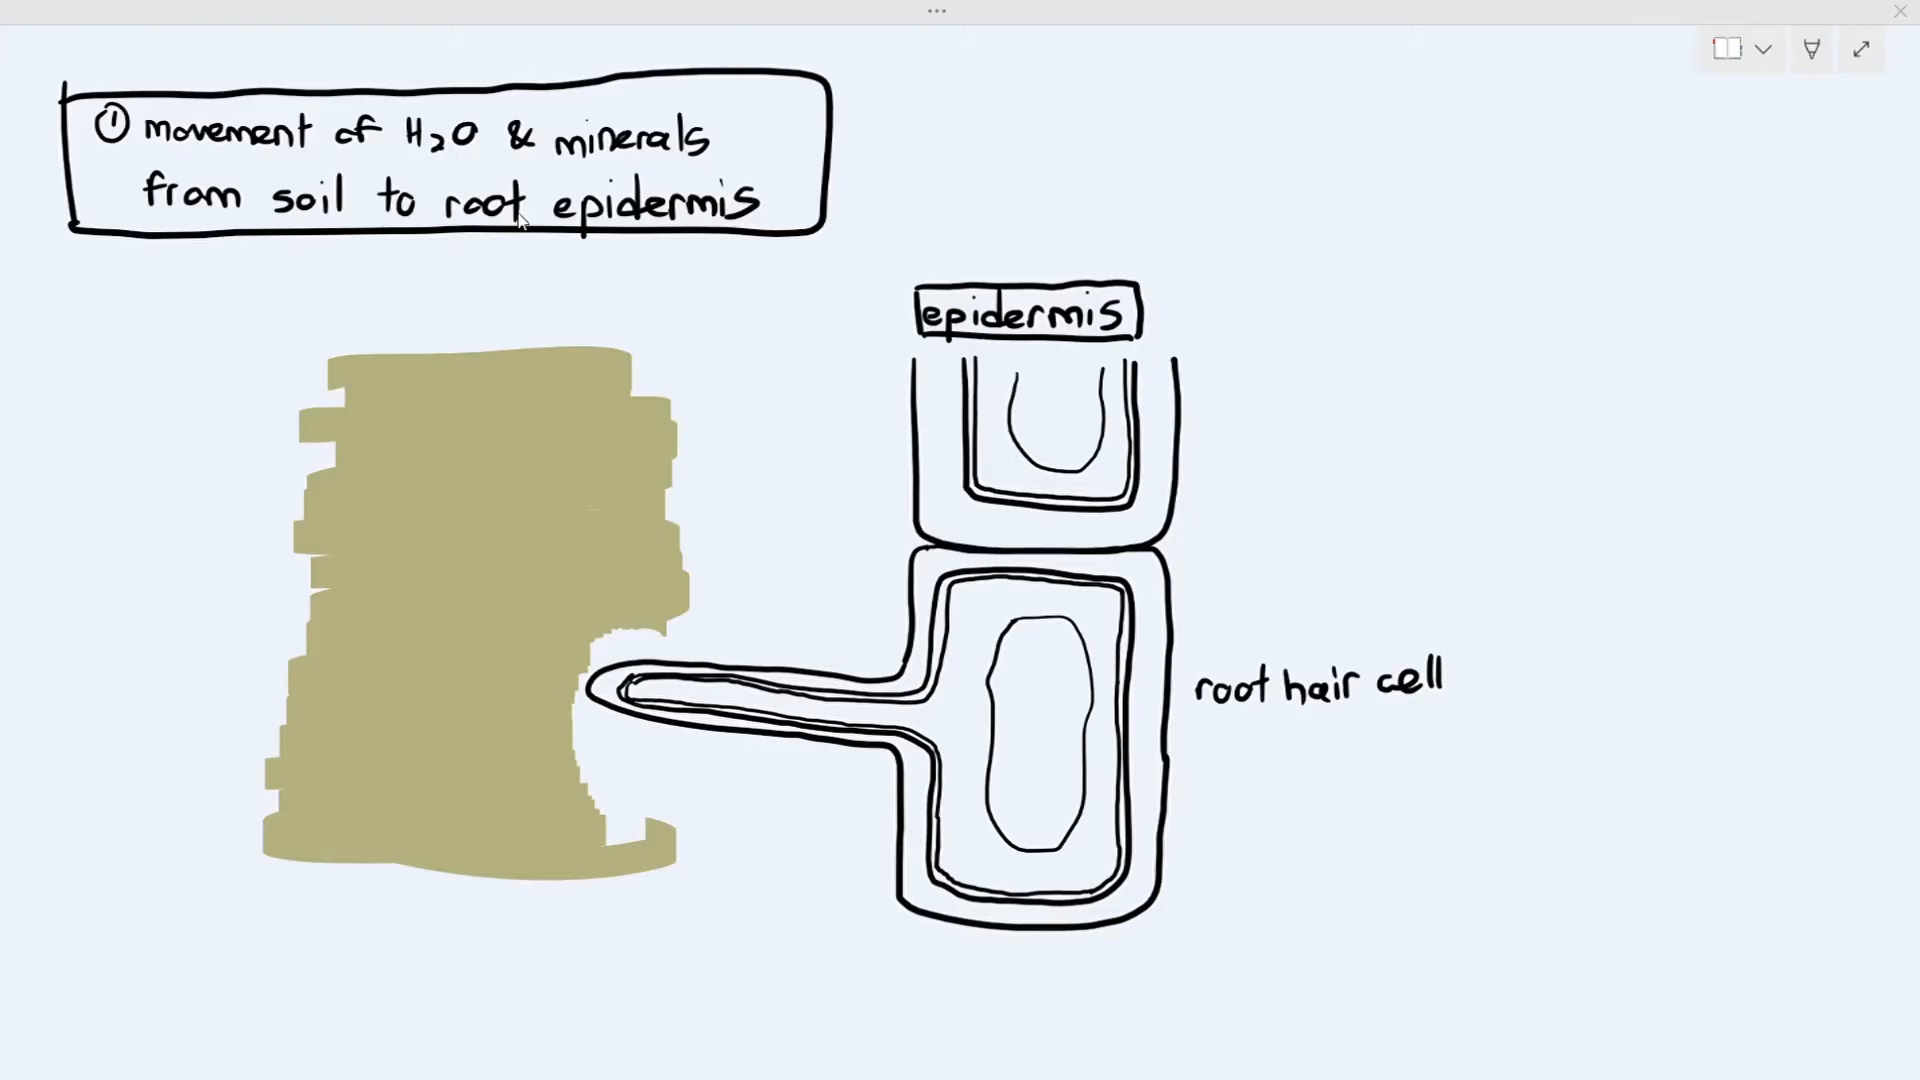 ① movement of H₂O & minerals
from soil to root epidermis
epidermis
root hair cell